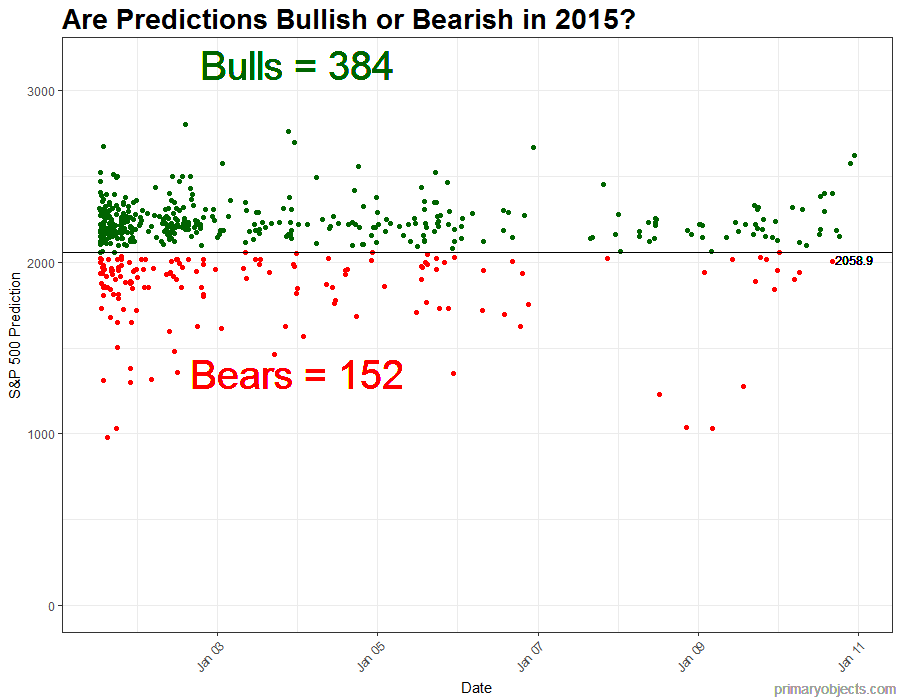 Are Predictions Bullish or Bearish in 2015?
Bulls = 384
3000
2000
2058.9
S&P 500 Prediction
Bears = 152
1000
0
Jan 03
Jan 05
Jan 07
Jan 09
Jan 11
Date
primaryobjects.com